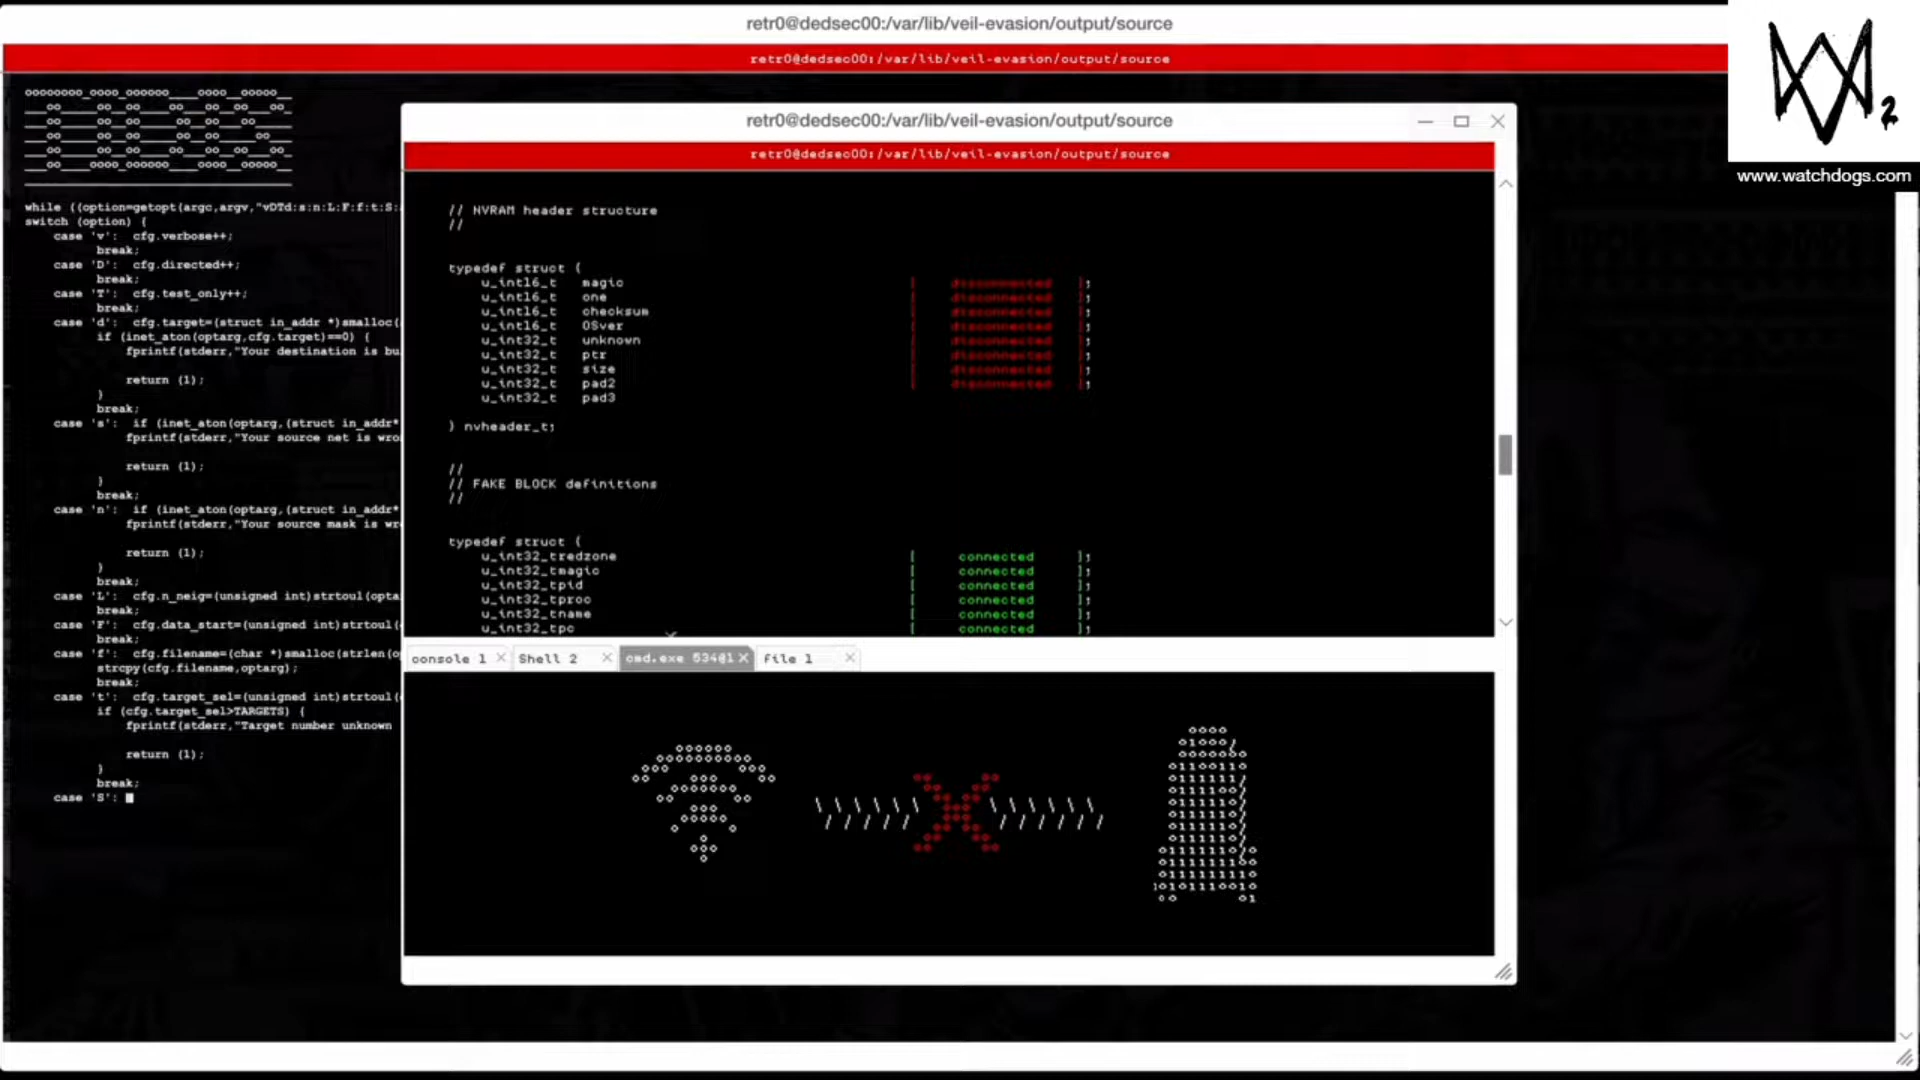 retr0@dedsec00:/var/lib/veil-evasion/output/source
retr0@dedsec00:/var/lib/veil-evasion/output/source
2
www.watchdogs.com
while ((option=getopt(argc,argv,"vDTd:s:n:L:F:f:t:S:
switch (option) {
case 'v': cfg.verbose++;
break;
case 'D': cfg.directed++;
break;
case 'T': cfg.test_only++;
break;
case 'd': cfg.target=(struct in_addr *)smalloc(
if (inet_aton(optarg,cfg.target)==0) {
fprintf(stderr,"Your destination is bu
return (1);
}
break;
case 's': if (inet_aton(optarg,(struct in_addr*
fprintf(stderr,"Your source net is wro
return (1);
}
break;
case 'n': if (inet_aton(optarg,(struct in_addr*
fprintf(stderr,"Your source mask is wr
return (1);
}
break;
case 'L': cfg.n_neig=(unsigned int)strtoul(opta
break;
case 'F': cfg.data_start=(unsigned int)strtoul(
break;
case 'f': cfg.filename=(char *)smalloc(strlen(o
strcpy(cfg.filename,optarg);
break;
case 't': cfg.target_sel=(unsigned int)strtoul(
if (cfg.target_sel>TARGETS) {
fprintf(stderr,"Target number unknown
return (1);
}
break;
case 'S':
retr0@dedsec00:/var/lib/veil-evasion/output/source
retr0@dedsec00:/var/lib/veil-evasion/output/source
// NVRAM header structure
//
typedef struct {
u_int16_t magic [ disconnected ];
u_int16_t one [ disconnected ];
u_int16_t checksum [ disconnected ];
u_int16_t OSver [ disconnected ];
u_int32_t unknown [ disconnected ];
u_int32_t ptr [ disconnected ];
u_int32_t size [ disconnected ];
u_int32_t pad2 [ disconnected ];
u_int32_t pad3
} nvheader_t;
//
// FAKE BLOCK definitions
//
typedef struct {
u_int32_tredzone [ connected ];
u_int32_tmagic [ connected ];
u_int32_tpid [ connected ];
u_int32_tproc [ connected ];
u_int32_tname [ connected ];
u_int32_tpc [ connected ];
console 1
Shell 2
cmd.exe 534@1
File 1